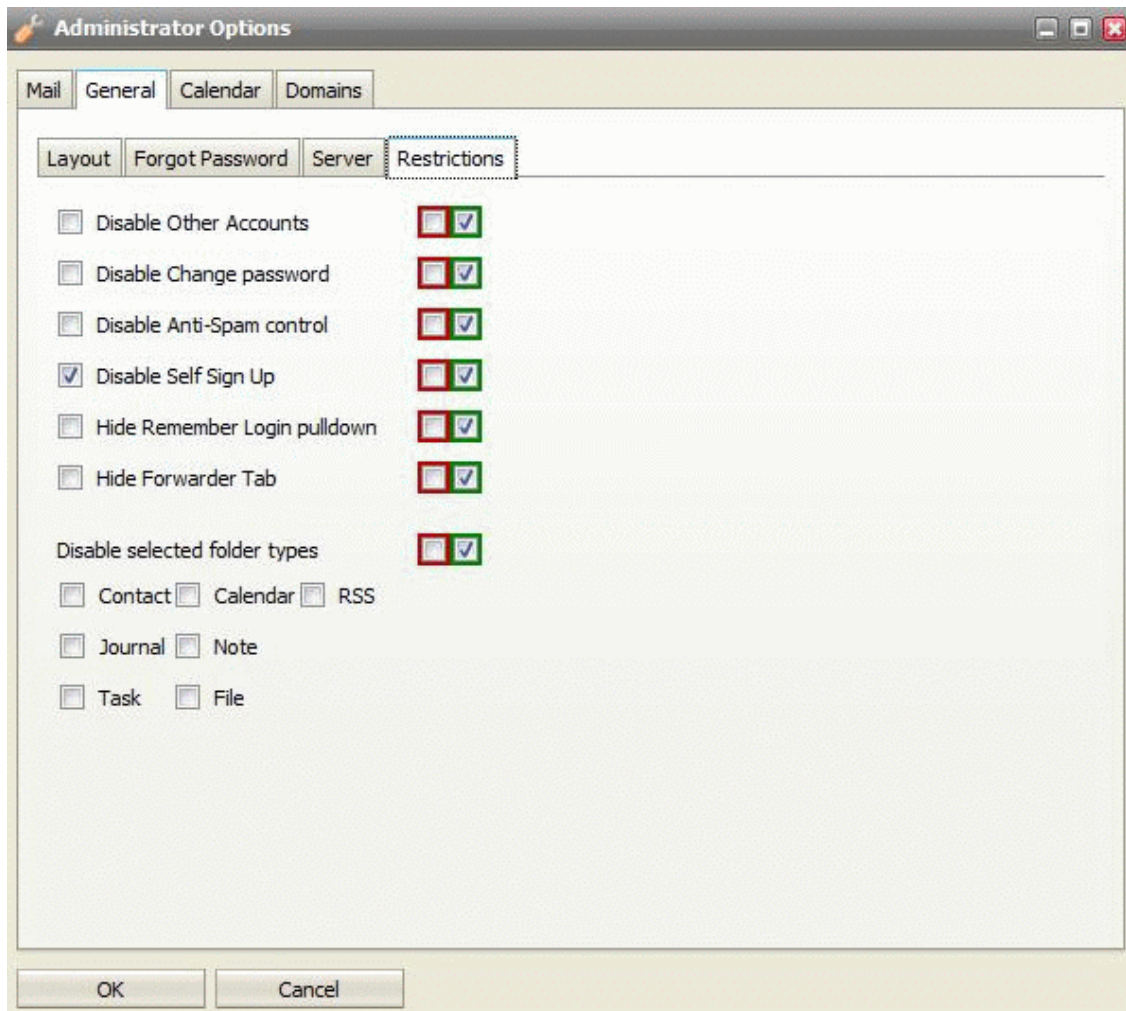 Administrator Options
Mail General Calendar Domains
Layout Forgot Password Server Restrictions
Disable Other Accounts
Disable Change password
Disable Anti-Spam control
Disable Self Sign Up
Hide Remember Login pulldown
Hide Forwarder Tab
Disable selected folder types
Contact Calendar RSS
Journal Note
Task File
OK Cancel